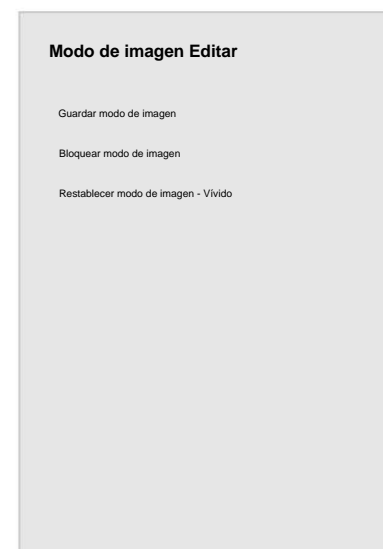 Modo de imagen Editar
Guardar modo de imagen
Bloquear modo de imagen
Restablecer modo de imagen - Vívido